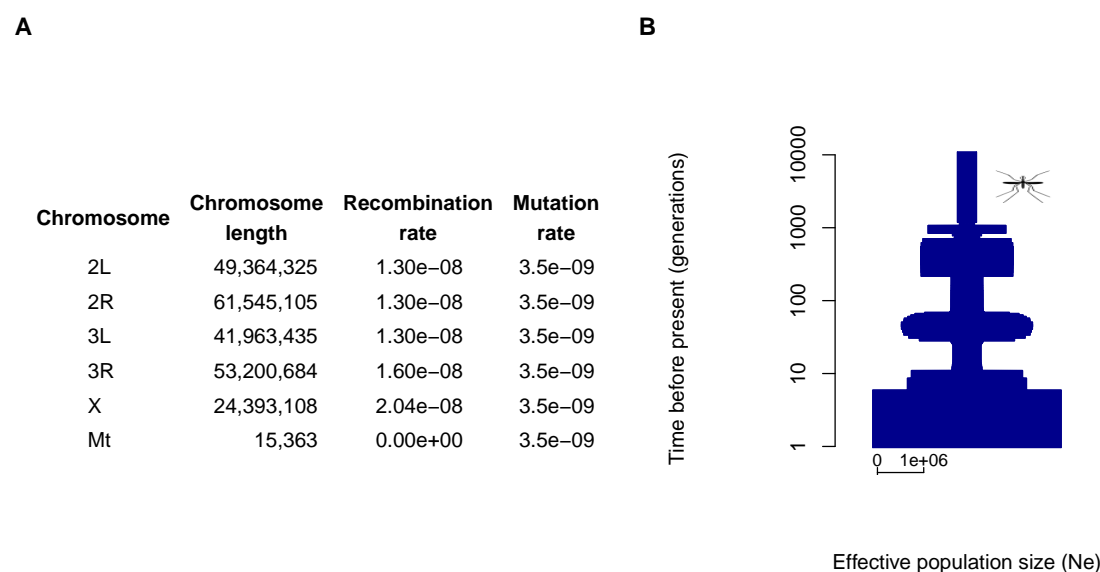 A
B
Chromosome Chromosome length Recombination rate Mutation rate
2L 49,364,325 1.30e−08 3.5e−09
2R 61,545,105 1.30e−08 3.5e−09
3L 41,963,435 1.30e−08 3.5e−09
3R 53,200,684 1.60e−08 3.5e−09
X 24,393,108 2.04e−08 3.5e−09
Mt 15,363 0.00e+00 3.5e−09
Time before present (generations)
10000
1000
100
10
1
0 1e+06
Effective population size (Ne)